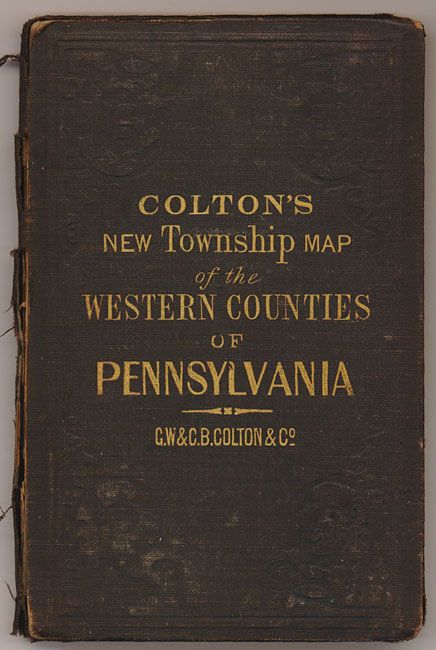 COLTON'S
NEW Township MAP
of the
WESTERN COUNTIES
OF
PENNSYLVANIA
G.W & C.B. COLTON & Cº